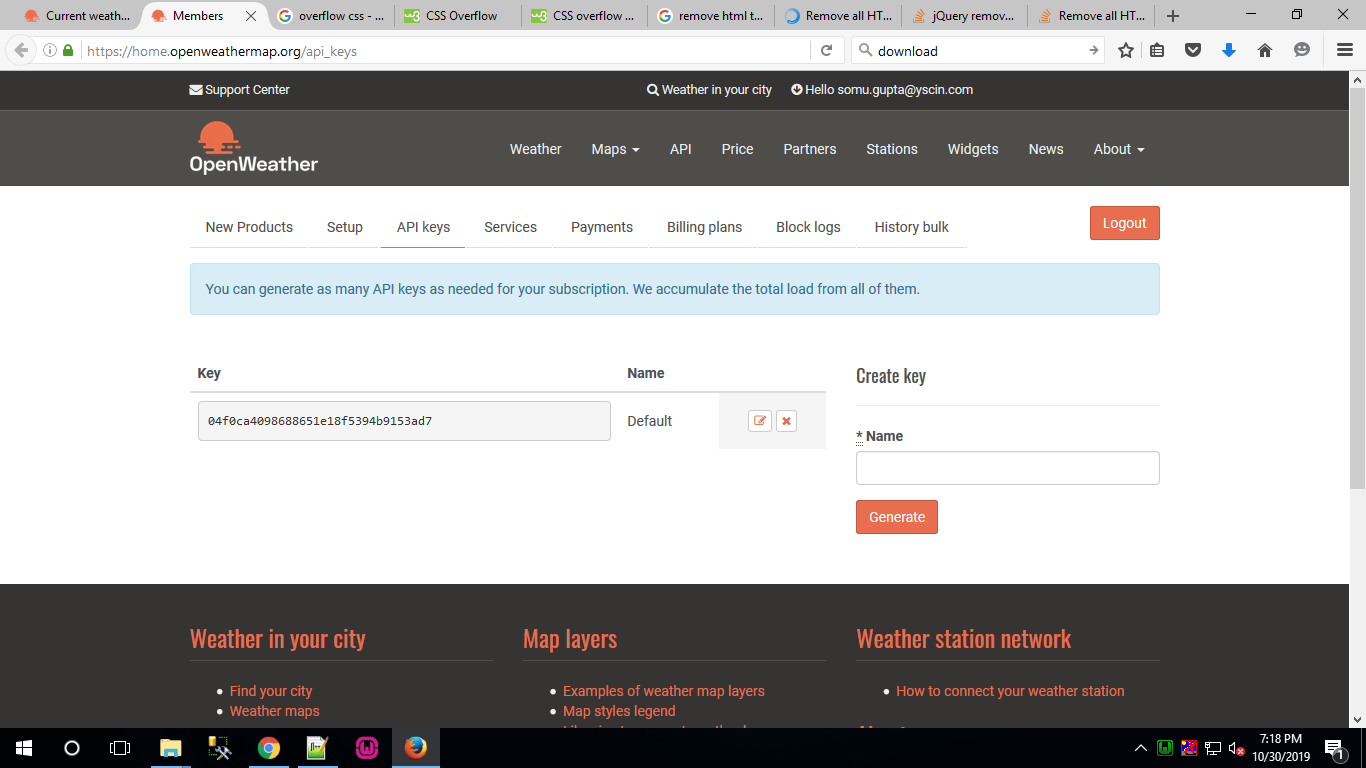 Current weath... Members overflow css - ... CSS Overflow CSS overflow ... remove html t... Remove all HT... jQuery remov... Remove all HT...
https://home.openweathermap.org/api_keys download
Support Center Weather in your city Hello somu.gupta@yscin.com
OpenWeather
Weather Maps API Price Partners Stations Widgets News About
New Products Setup API keys Services Payments Billing plans Block logs History bulk Logout
You can generate as many API keys as needed for your subscription. We accumulate the total load from all of them.
Key Name Create key
04f0ca4098688651e18f5394b9153ad7 Default
* Name
Generate
Weather in your city Map layers Weather station network
Find your city Examples of weather map layers How to connect your weather station
Weather maps Map styles legend
7:18 PM
10/30/2019
1